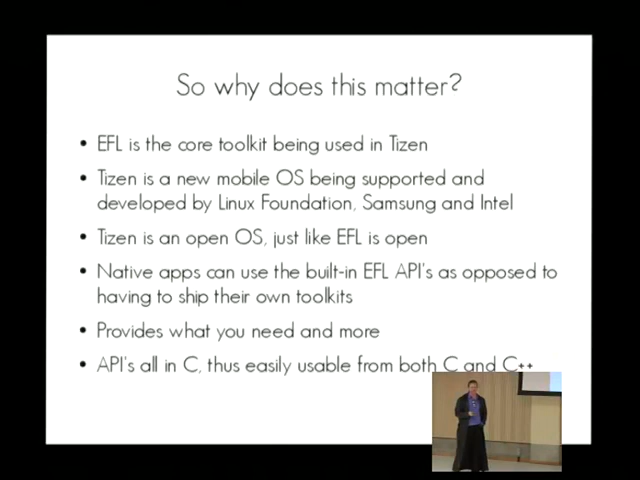 So why does this matter?
• EFL is the core toolkit being used in Tizen
• Tizen is a new mobile OS being supported and
developed by Linux Foundation, Samsung and Intel
• Tizen is an open OS, just like EFL is open
• Native apps can use the built-in EFL API's as opposed to
having to ship their own toolkits
• Provides what you need and more
• API's all in C, thus easily usable from both C and C++